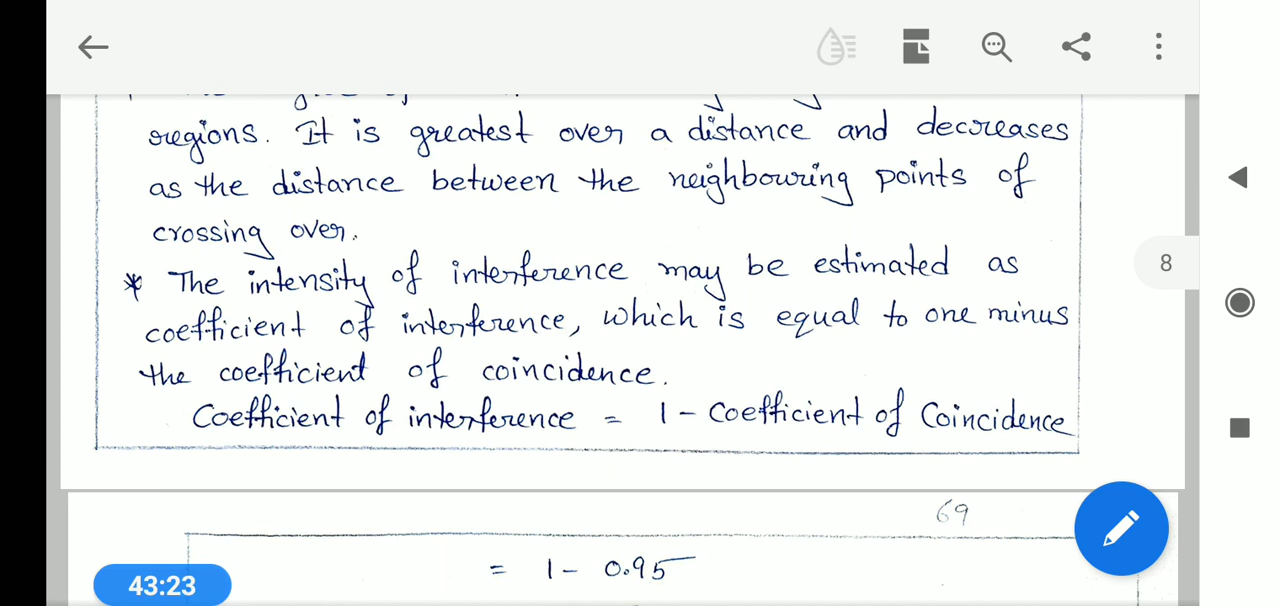 regions. It is greatest over a distance and decreases
as the distance between the neighbouring points of
crossing over.
* The intensity of interference may be estimated as
coefficient of interference, which is equal to one minus
the coefficient of coincidence.
Coefficient of interference = 1 - Coefficient of Coincidence
8
69
= 1 - 0.95
43:23